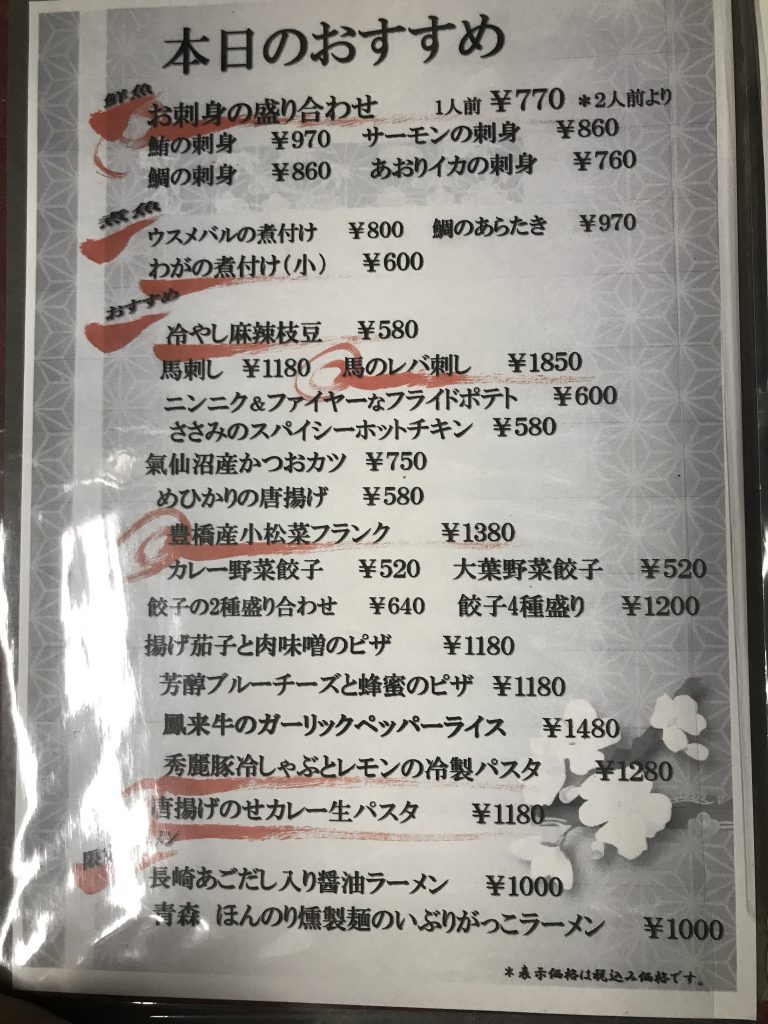 本日のおすすめ
鮮魚
お刺身の盛り合わせ 1人前 ¥770 *2人前より
鮪の刺身 ¥970 サーモンの刺身 ¥860
鯛の刺身 ¥860 あおりイカの刺身 ¥760
煮魚
ウスメバルの煮付け ¥800 鯛のあらたき ¥970
わがの煮付け(小) ¥600
おすすめ
冷やし麻辣枝豆 ¥580
馬刺し ¥1180 馬のレバ刺し ¥1850
ニンニク&ファイヤーなフライドポテト ¥600
ささみのスパイシーホットチキン ¥580
氣仙沼産かつおカツ ¥750
めひかりの唐揚げ ¥580
豊橋産小松菜フランク ¥1380
カレー野菜餃子 ¥520 大葉野菜餃子 ¥520
餃子の2種盛り合わせ ¥640 餃子4種盛り ¥1200
揚げ茄子と肉味噌のピザ ¥1180
芳醇ブルーチーズと蜂蜜のピザ ¥1180
鳳来牛のガーリックペッパーライス ¥1480
秀麗豚冷しゃぶとレモンの冷製パスタ ¥1280
唐揚げのせカレー生パスタ ¥1180
長崎あごだし入り醤油ラーメン ¥1000
青森 ほんのり燻製麺のいぶりがっこラーメン ¥1000
*表示価格は税込み価格です。